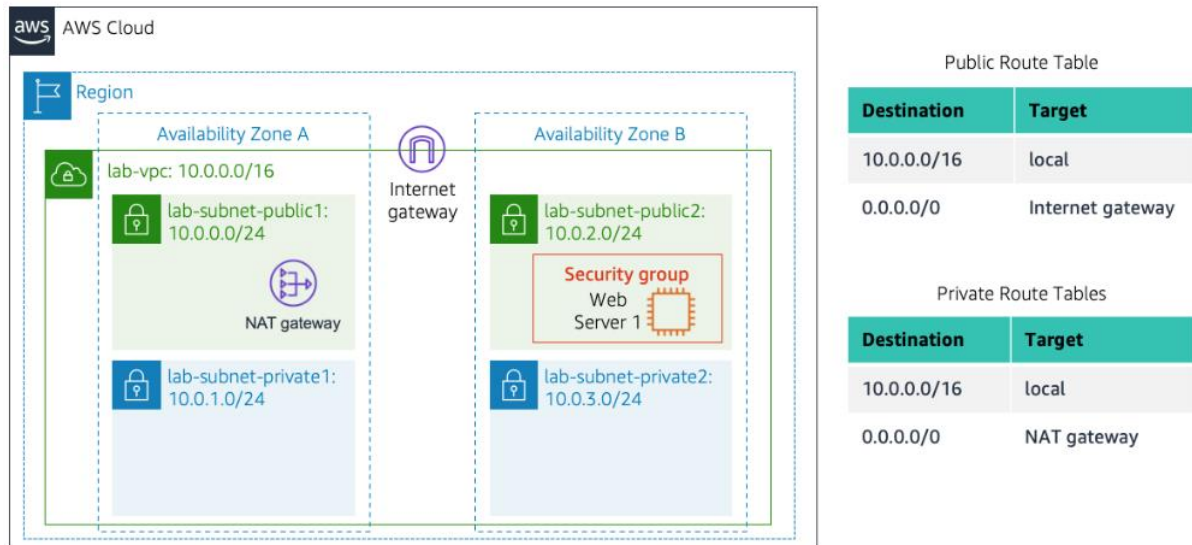 aws
AWS Cloud
Region
Availability Zone A
Availability Zone B
Internet
gateway
lab-vpc: 10.0.0.0/16
lab-subnet-public1:
10.0.0.0/24
NAT gateway
lab-subnet-public2:
10.0.2.0/24
Security group
Web
Server 1
lab-subnet-private1:
10.0.1.0/24
lab-subnet-private2:
10.0.3.0/24
Public Route Table
Destination Target
10.0.0.0/16 local
0.0.0.0/0 Internet gateway
Private Route Tables
Destination Target
10.0.0.0/16 local
0.0.0.0/0 NAT gateway